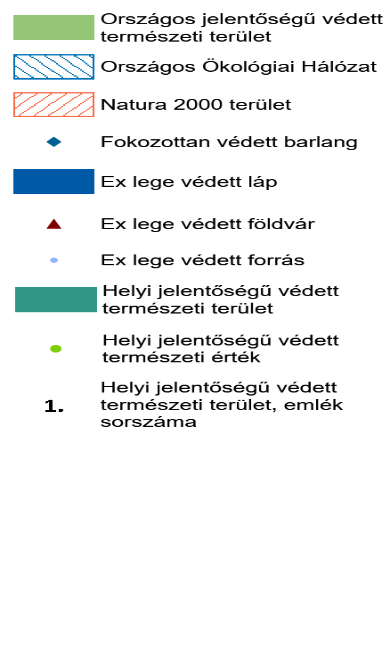 Országos jelentőségű védett
természeti terület
Országos Ökológiai Hálózat
Natura 2000 terület
Fokozottan védett barlang
Ex lege védett láp
Ex lege védett földvár
Ex lege védett forrás
Helyi jelentőségű védett
természeti terület
Helyi jelentőségű védett
természeti érték
1. Helyi jelentőségű védett
természeti terület, emlék
sorszáma